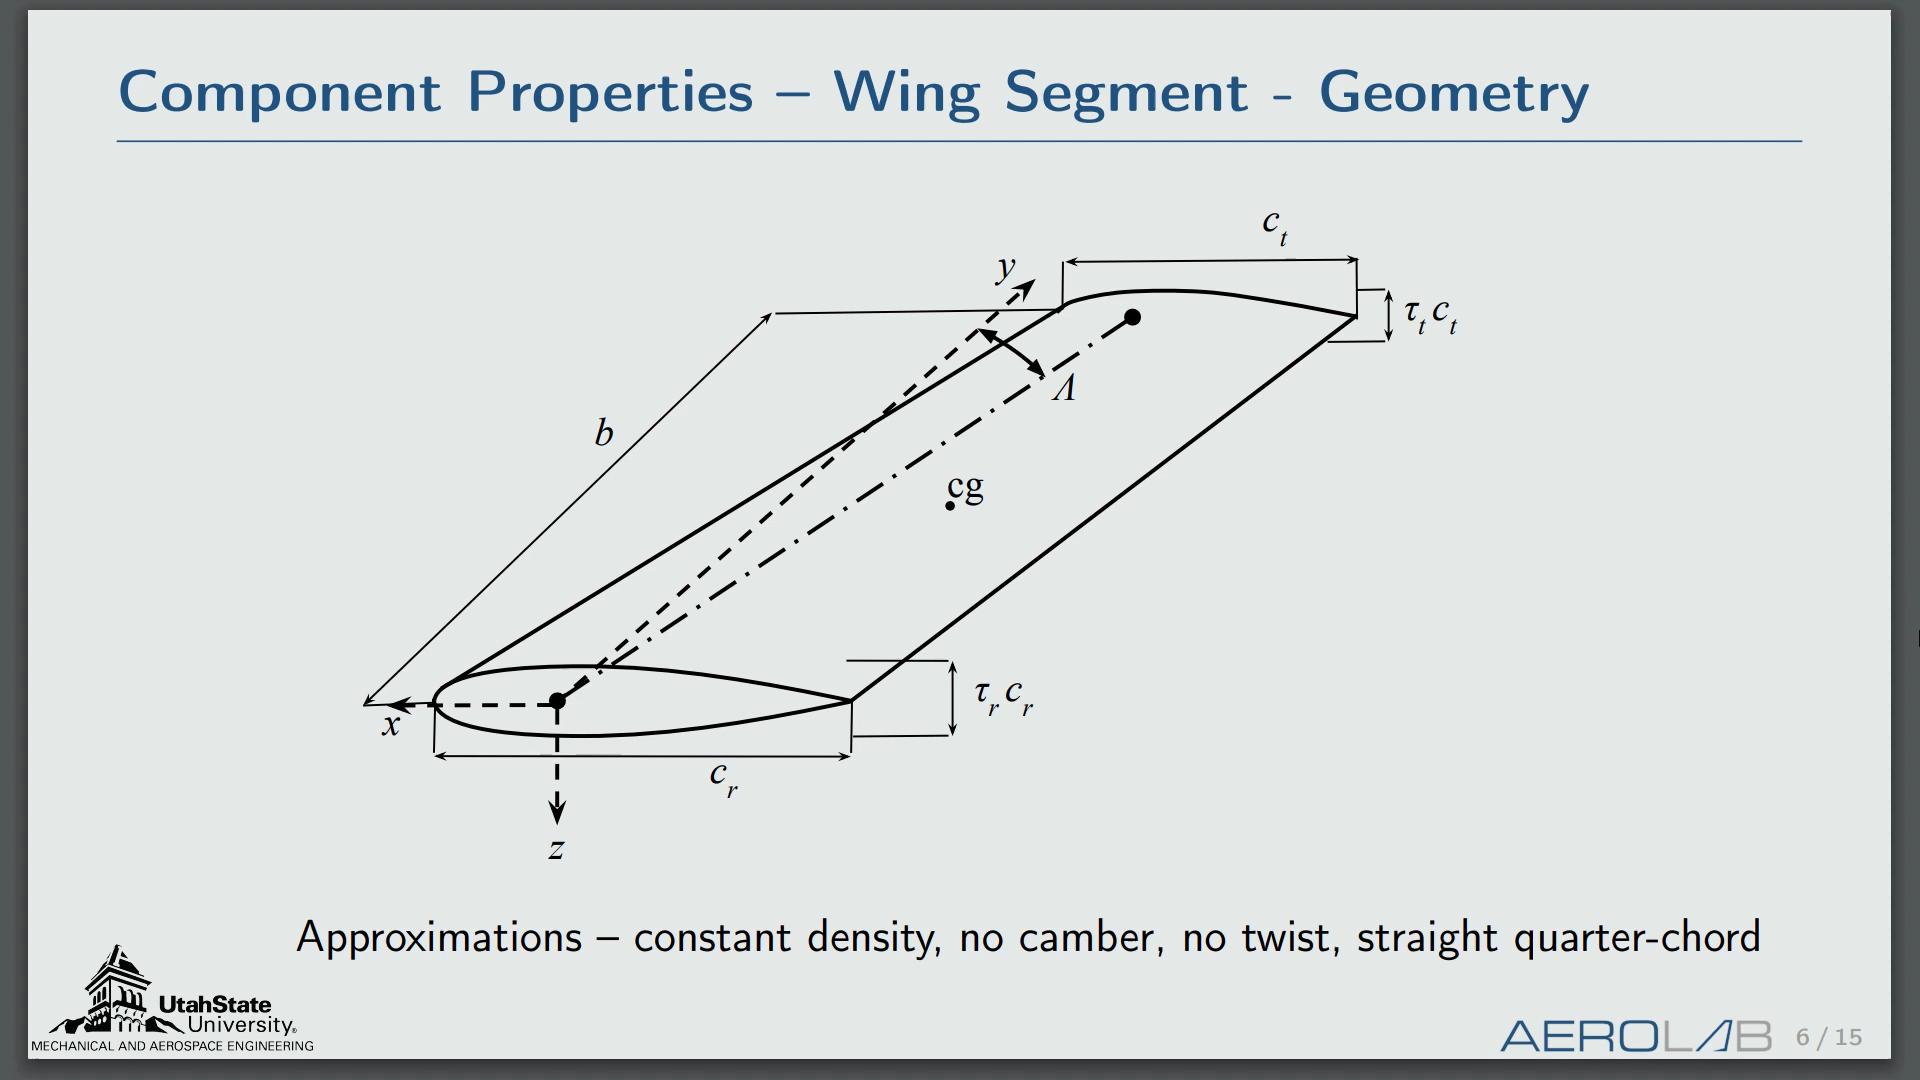 Component Properties – Wing Segment - Geometry
c_t
y
τ_t c_t
Λ
b
cg
τ_r c_r
x
c_r
z
Approximations – constant density, no camber, no twist, straight quarter-chord
UtahState
University®
MECHANICAL AND AEROSPACE ENGINEERING
AEROLAB
6 / 15